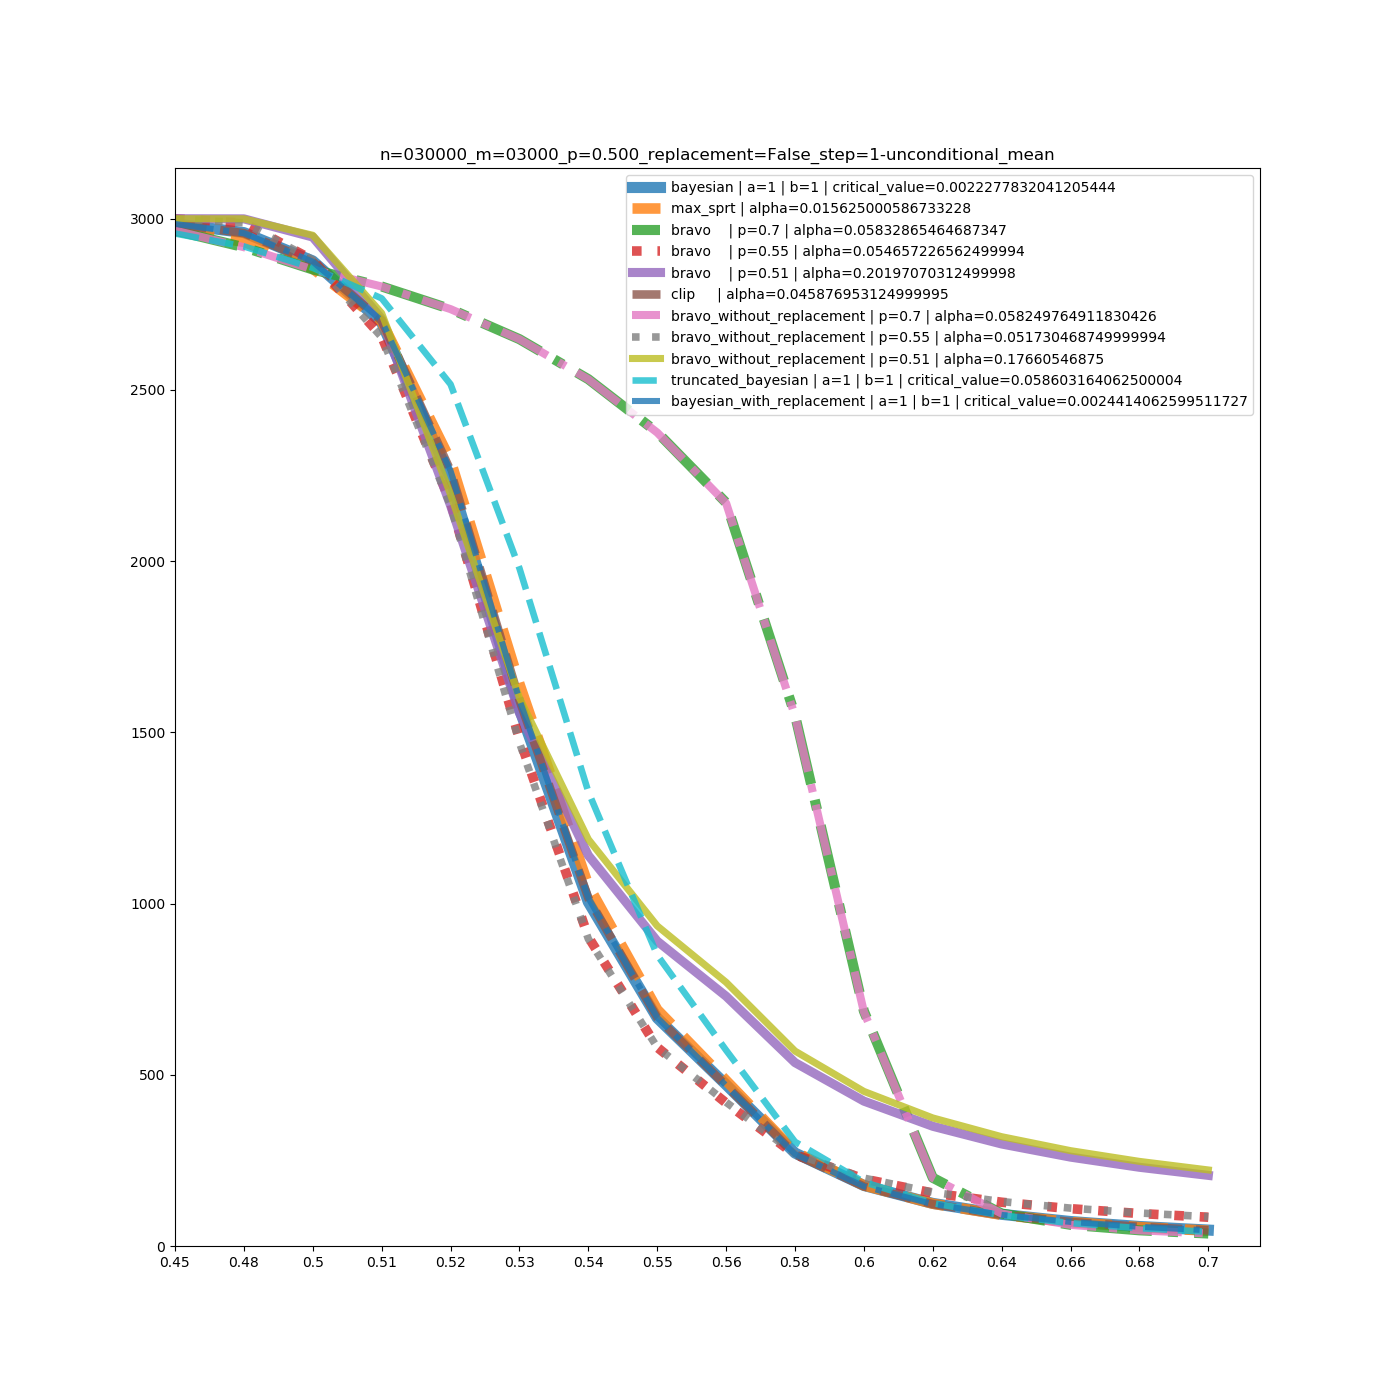 n=030000_m=03000_p=0.500_replacement=False_step=1-unconditional_mean
bayesian | a=1 | b=1 | critical_value=0.0022277832041205444
max_sprt | alpha=0.015625000586733228
bravo | p=0.7 | alpha=0.05832865464687347
bravo | p=0.55 | alpha=0.054657226562499994
bravo | p=0.51 | alpha=0.20197070312499998
clip | alpha=0.045876953124999995
bravo_without_replacement | p=0.7 | alpha=0.058249764911830426
bravo_without_replacement | p=0.55 | alpha=0.051730468749999994
bravo_without_replacement | p=0.51 | alpha=0.17660546875
truncated_bayesian | a=1 | b=1 | critical_value=0.058603164062500004
bayesian_with_replacement | a=1 | b=1 | critical_value=0.0024414062599511727
3000
2500
2000
1500
1000
500
0
0.45 0.48 0.5 0.51 0.52 0.53 0.54 0.55 0.56 0.58 0.6 0.62 0.64 0.66 0.68 0.7